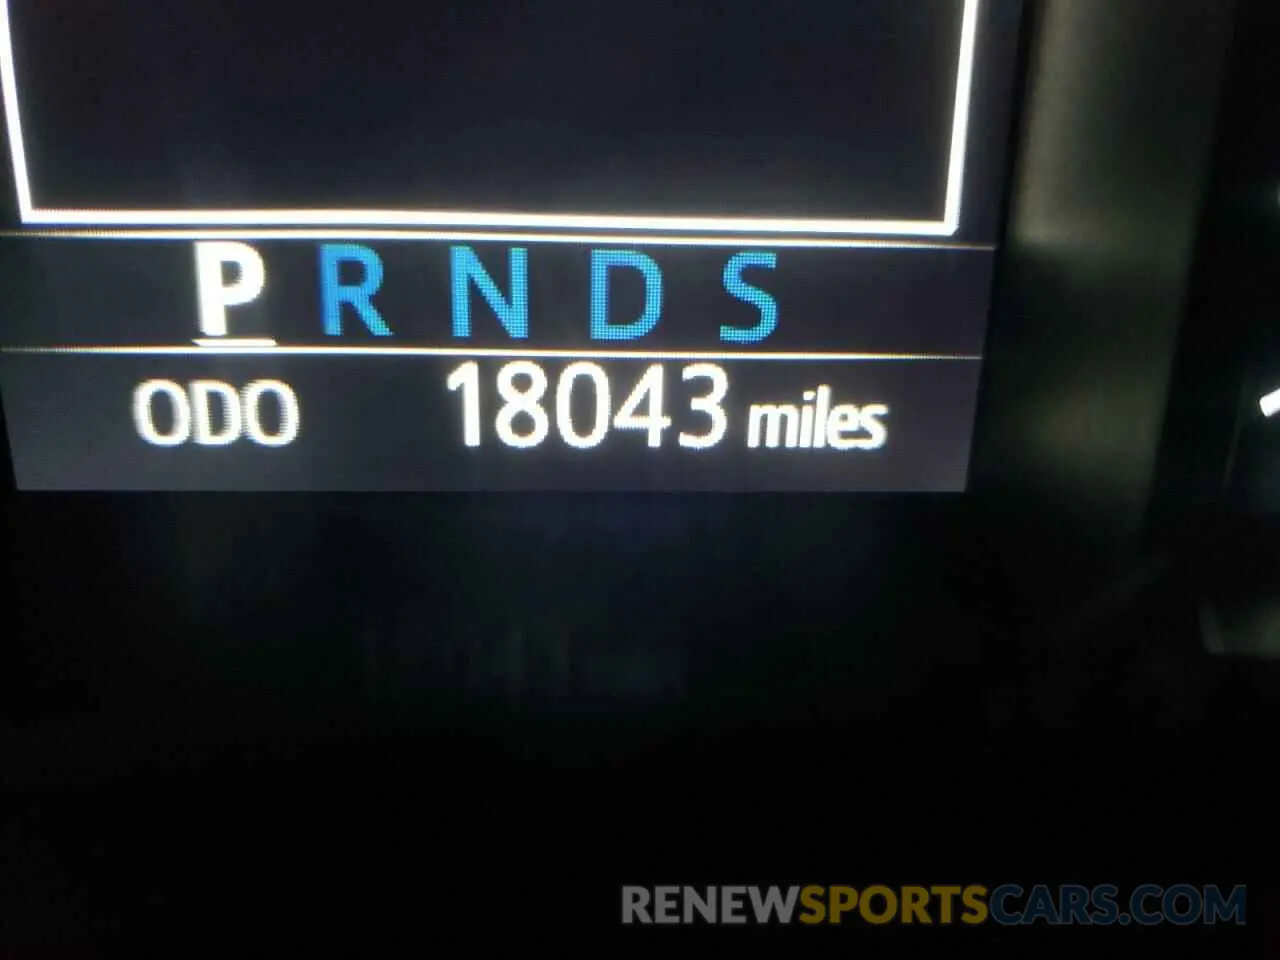 P R N D S
ODO 18043 miles
RENEWSPORTSCARS.COM